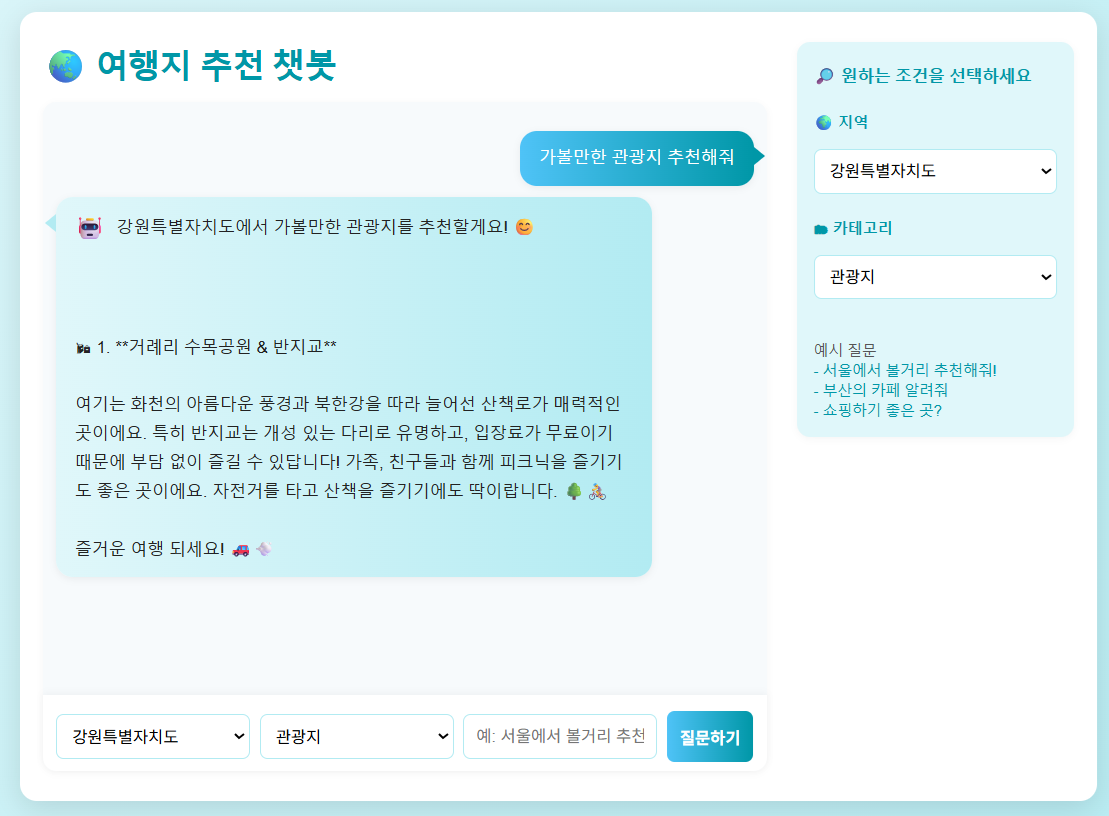 🌏 여행지 추천 챗봇
가볼만한 관광지 추천해줘
강원특별자치도에서 가볼만한 관광지를 추천할게요! 😊
1. **거례리 수목공원 & 반지교**
여기는 화천의 아름다운 풍경과 북한강을 따라 늘어선 산책로가 매력적인
곳이에요. 특히 반지교는 개성 있는 다리로 유명하고, 입장료가 무료이기
때문에 부담 없이 즐길 수 있답니다! 가족, 친구들과 함께 피크닉을 즐기기
도 좋은 곳이에요. 자전거를 타고 산책을 즐기기에도 딱이랍니다. 🌳 🚴
즐거운 여행 되세요! 🚗
강원특별자치도
관광지
예: 서울에서 볼거리 추천
질문하기
🔎 원하는 조건을 선택하세요
🌏 지역
강원특별자치도
카테고리
관광지
예시 질문
- 서울에서 볼거리 추천해줘!
- 부산의 카페 알려줘
- 쇼핑하기 좋은 곳?